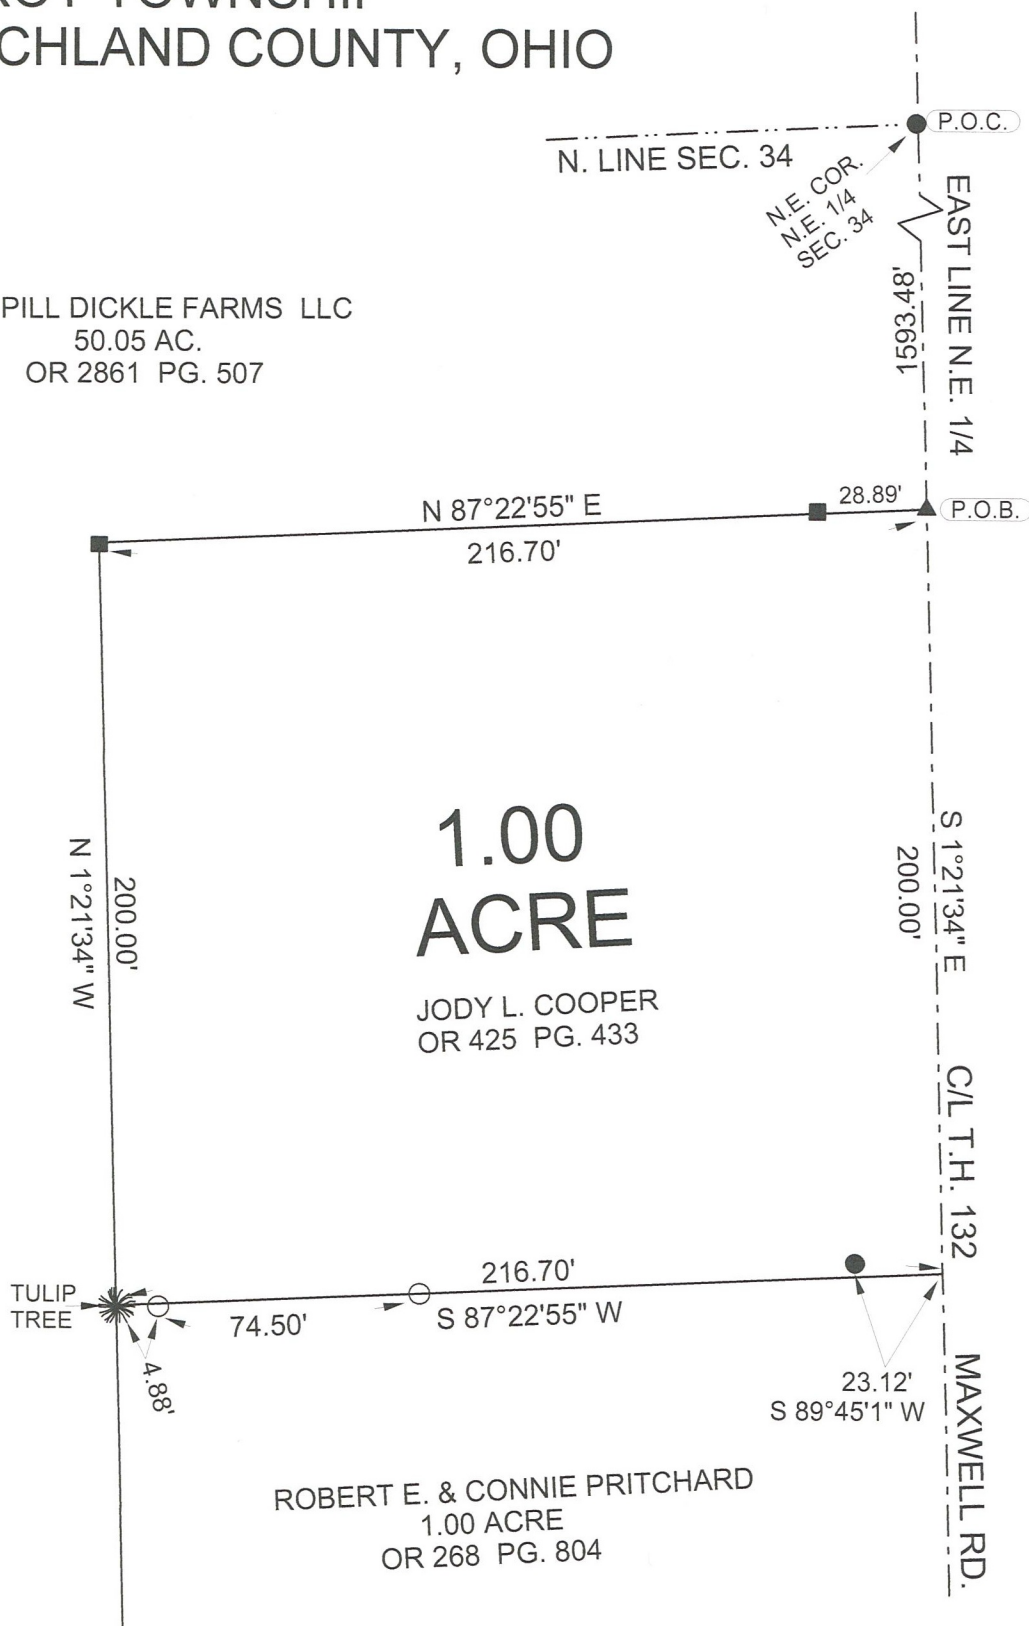 CHLAND COUNTY, OHIO
P.O.C.
N. LINE SEC. 34
N.E. COR.
N.E. 1/4
SEC. 34
EAST LINE N.E. 1/4
1593.48'
PILL DICKLE FARMS LLC
50.05 AC.
OR 2861 PG. 507
N 87°22'55" E
28.89'
P.O.B.
216.70'
N 1°21'34" W
200.00'
1.00
ACRE
JODY L. COOPER
OR 425 PG. 433
S 1°21'34" E
200.00'
C/L T.H. 132
TULIP
TREE
216.70'
74.50'
S 87°22'55" W
4.88'
23.12'
S 89°45'1" W
MAXWELL RD.
ROBERT E. & CONNIE PRITCHARD
1.00 ACRE
OR 268 PG. 804